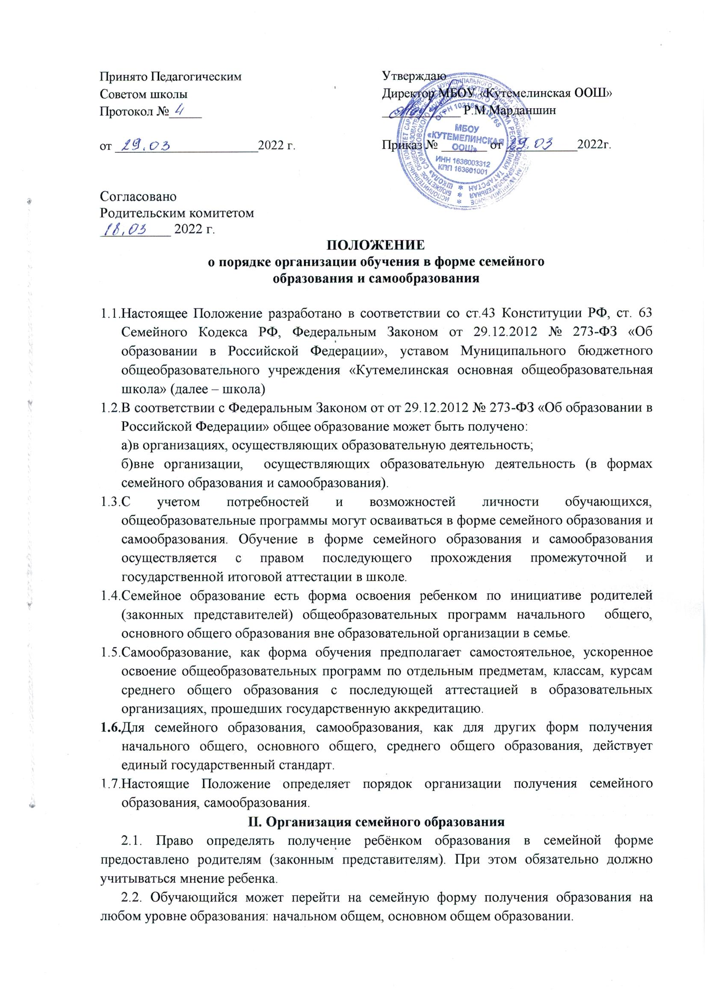 Принято Педагогическим
Советом школы
Протокол № 4
от 29.03 2022 г.
Утверждаю
Директор МБОУ «Кутемелинская ООШ»
Р.М.Марданшин
Приказ № от 29.03 2022г.
МБОУ
«КУТЕМЕЛИНСКАЯ
ООШ»
ИНН 1636003312
КПП 163601001
Согласовано
Родительским комитетом
18.03 2022 г.
ПОЛОЖЕНИЕ
о порядке организации обучения в форме семейного
образования и самообразования
1.1.Настоящее Положение разработано в соответствии со ст.43 Конституции РФ, ст. 63
Семейного Кодекса РФ, Федеральным Законом от 29.12.2012 № 273-ФЗ «Об
образовании в Российской Федерации», уставом Муниципального бюджетного
общеобразовательного учреждения «Кутемелинская основная общеобразовательная
школа» (далее – школа)
1.2.В соответствии с Федеральным Законом от от 29.12.2012 № 273-ФЗ «Об образовании в
Российской Федерации» общее образование может быть получено:
а)в организациях, осуществляющих образовательную деятельность;
б)вне организации, осуществляющих образовательную деятельность (в формах
семейного образования и самообразования).
1.3.С учетом потребностей и возможностей личности обучающихся,
общеобразовательные программы могут осваиваться в форме семейного образования и
самообразования. Обучение в форме семейного образования и самообразования
осуществляется с правом последующего прохождения промежуточной и
государственной итоговой аттестации в школе.
1.4.Семейное образование есть форма освоения ребенком по инициативе родителей
(законных представителей) общеобразовательных программ начального общего,
основного общего образования вне образовательной организации в семье.
1.5.Самообразование, как форма обучения предполагает самостоятельное, ускоренное
освоение общеобразовательных программ по отдельным предметам, классам, курсам
среднего общего образования с последующей аттестацией в образовательных
организациях, прошедших государственную аккредитацию.
1.6.Для семейного образования, самообразования, как для других форм получения
начального общего, основного общего, среднего общего образования, действует
единый государственный стандарт.
1.7.Настоящие Положение определяет порядок организации получения семейного
образования, самообразования.
II. Организация семейного образования
2.1. Право определять получение ребёнком образования в семейной форме
предоставлено родителям (законным представителям). При этом обязательно должно
учитываться мнение ребенка.
2.2. Обучающийся может перейти на семейную форму получения образования на
любом уровне образования: начальном общем, основном общем образовании.